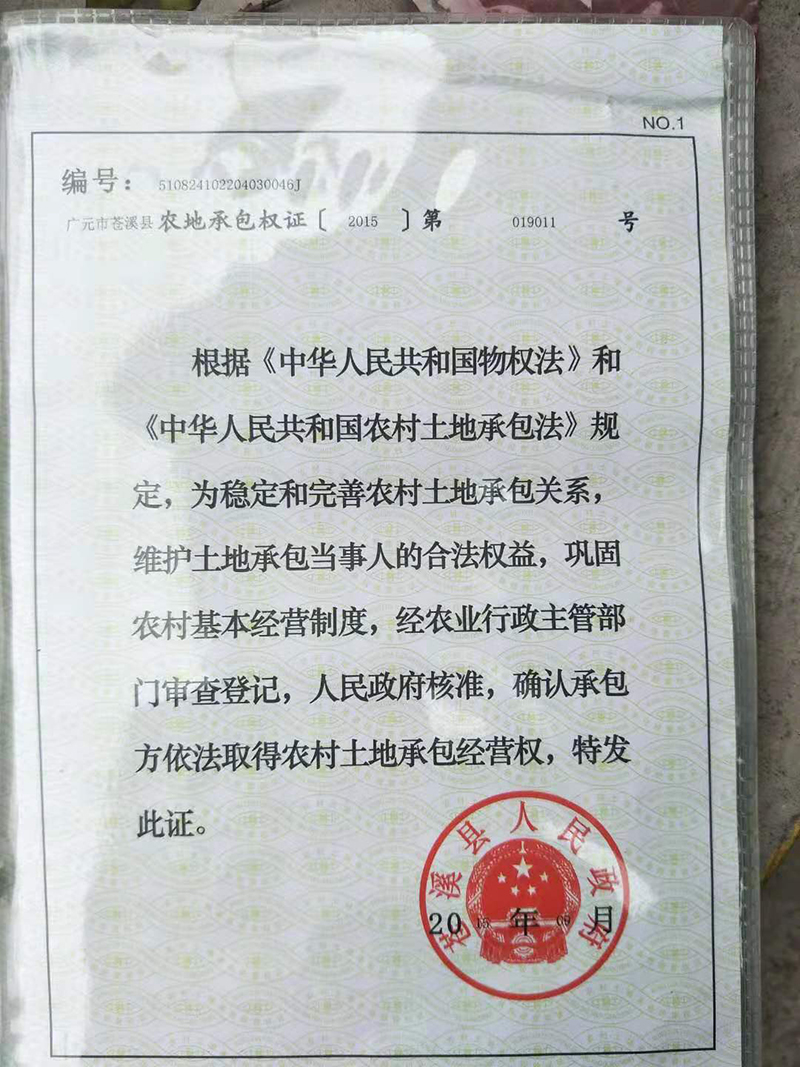 NO.1
编号: 510824102204030046J
广元市苍溪县农地承包权证〔 2015 〕第 019011 号
根据《中华人民共和国物权法》和
《中华人民共和国农村土地承包法》规
定，为稳定和完善农村土地承包关系，
维护土地承包当事人的合法权益，巩固
农村基本经营制度，经农业行政主管部
门审查登记，人民政府核准，确认承包
方依法取得农村土地承包经营权，特发
此证。
苍溪县人民政府
2015年09月